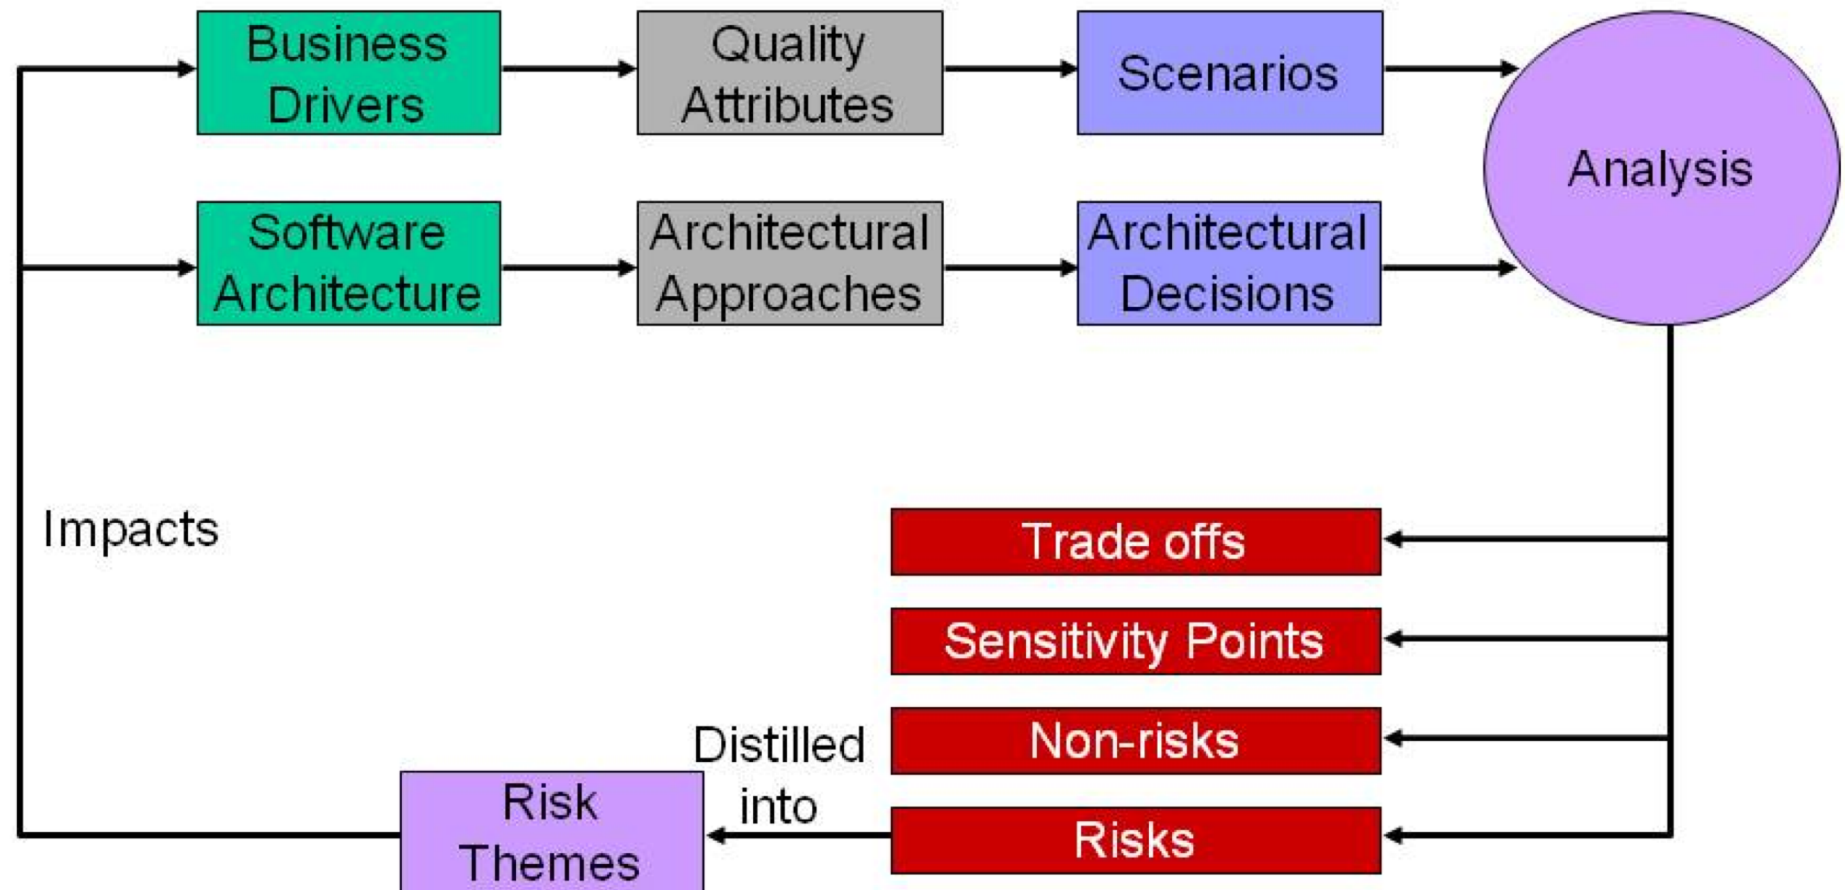 Business
Drivers
Quality
Attributes
Scenarios
Analysis
Software
Architecture
Architectural
Approaches
Architectural
Decisions
Impacts
Trade offs
Sensitivity Points
Non-risks
Distilled
into
Risks
Risk
Themes